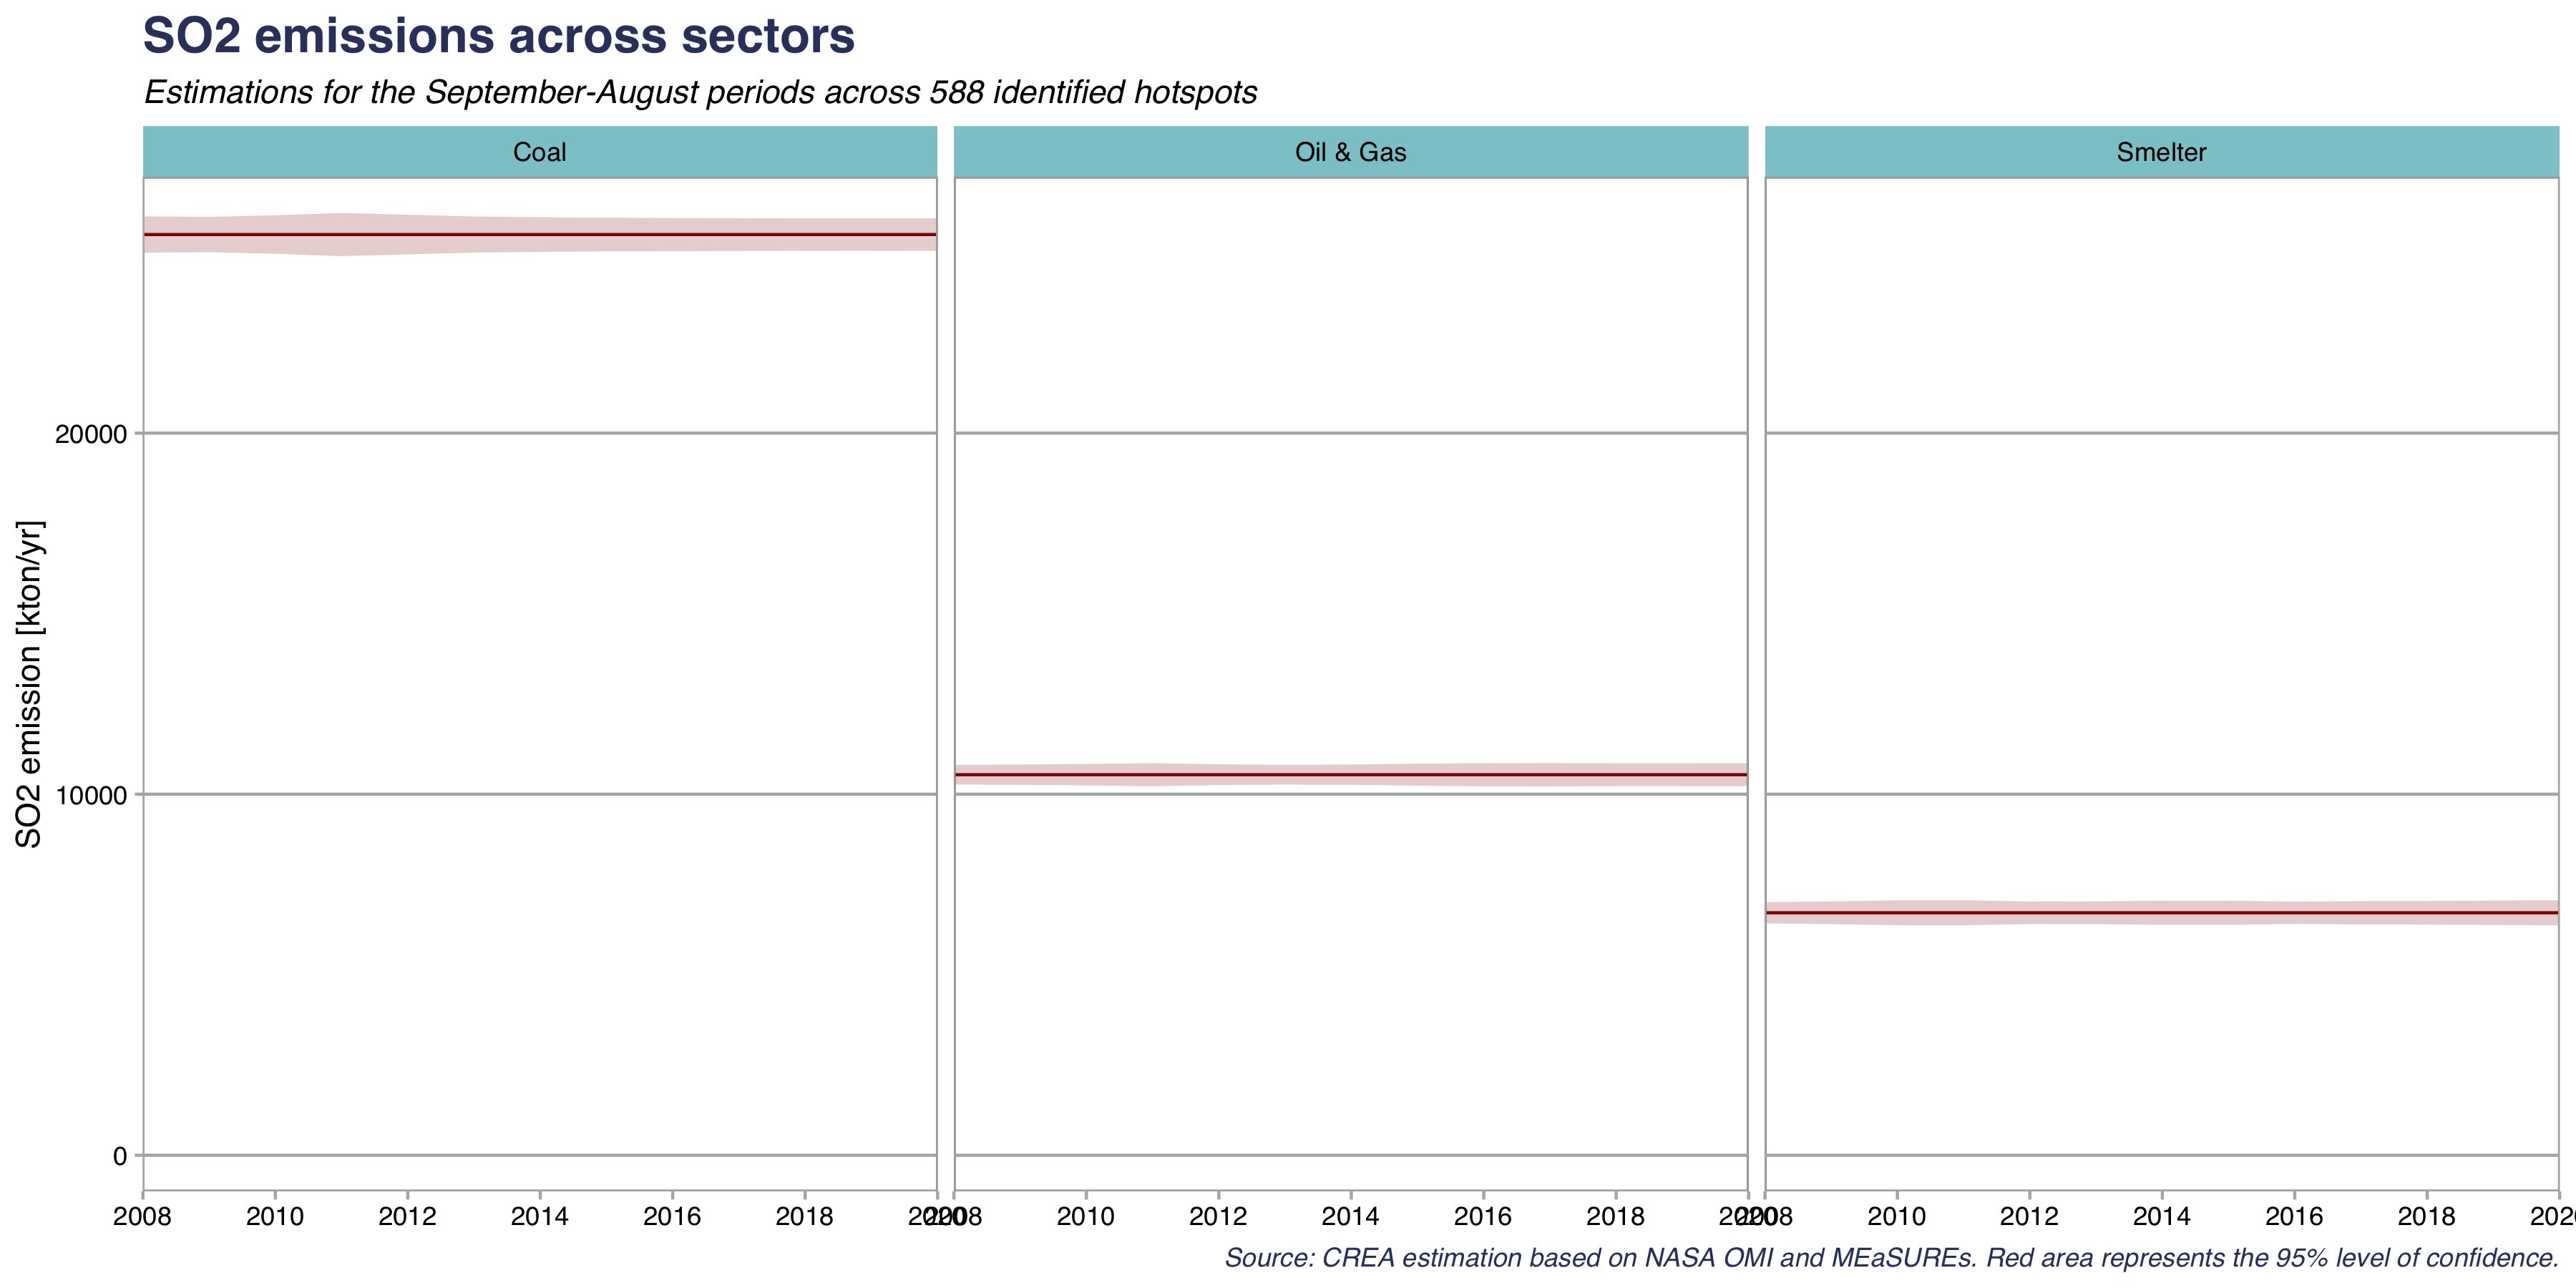 SO2 emissions across sectors
Estimations for the September-August periods across 588 identified hotspots
Coal
Oil & Gas
Smelter
SO2 emission [kton/yr]
20000
10000
0
2008 2010 2012 2014 2016 2018 2020
2008 2010 2012 2014 2016 2018 2020
2008 2010 2012 2014 2016 2018 202
Source: CREA estimation based on NASA OMI and MEaSUREs. Red area represents the 95% level of confidence.